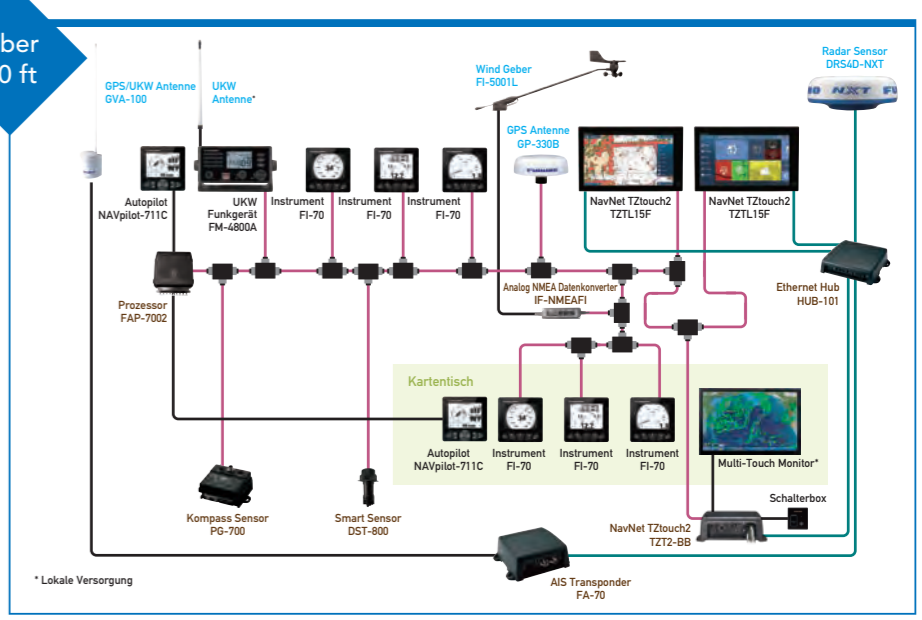 ber
0 ft
GPS/UKW Antenne
GVA-100
UKW
Antenne*
Wind Geber
FI-5001L
Radar Sensor
DRS4D-NXT
NXT
GPS Antenne
GP-330B
FURUNO
Autopilot
NAVpilot-711C
UKW
Funkgerät
FM-4800A
Instrument
FI-70
Instrument
FI-70
Instrument
FI-70
NavNet TZtouch2
TZTL15F
NavNet TZtouch2
TZTL15F
Prozessor
FAP-7002
Analog NMEA Datenkonverter
IF-NMEAFI
Ethernet Hub
HUB-101
Kartentisch
Autopilot
NAVpilot-711C
Instrument
FI-70
Instrument
FI-70
Instrument
FI-70
Multi-Touch Monitor*
Schalterbox
Kompass Sensor
PG-700
Smart Sensor
DST-800
NavNet TZtouch2
TZT2-BB
AIS Transponder
FA-70
* Lokale Versorgung